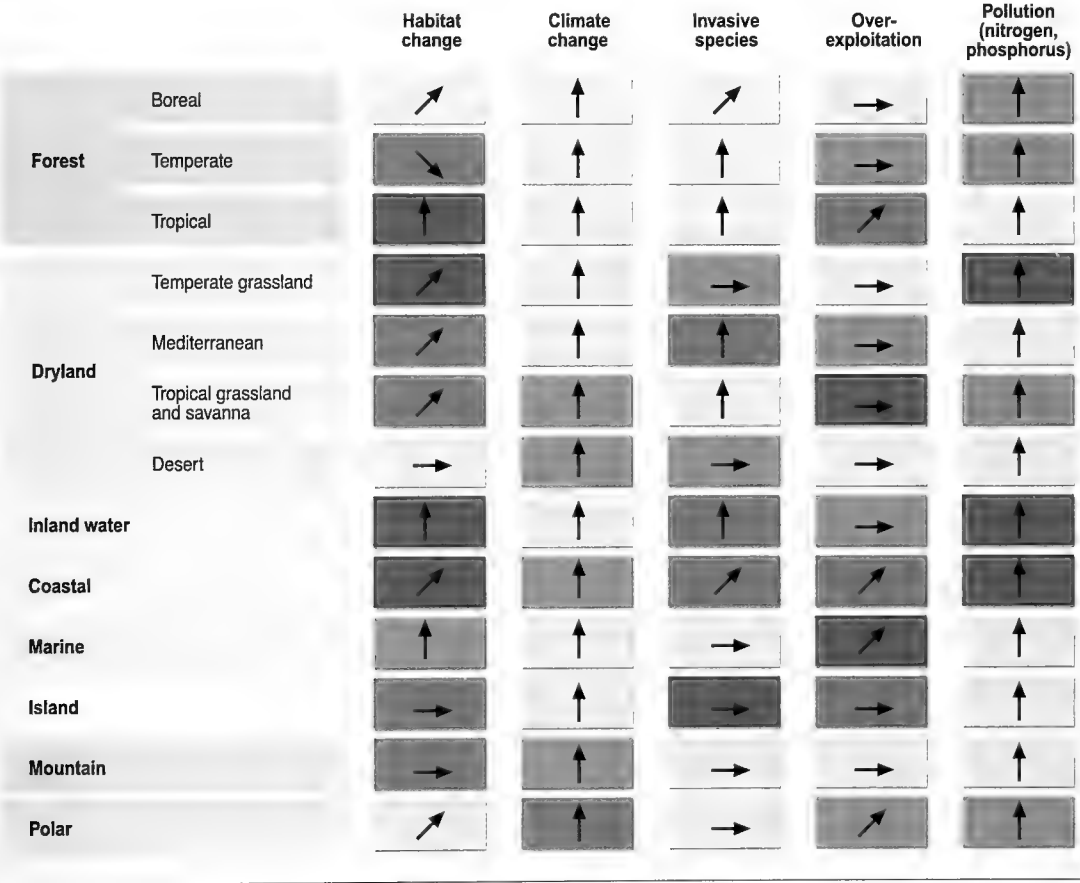 Habitat
change
Climate
change
Invasive
species
Over-
exploitation
Pollution
(nitrogen,
phosphorus)
Boreal
Forest
Temperate
Tropical
Temperate grassland
Mediterranean
Dryland
Tropical grassland
and savanna
Desert
Inland water
Coastal
Marine
Island
Mountain
Polar